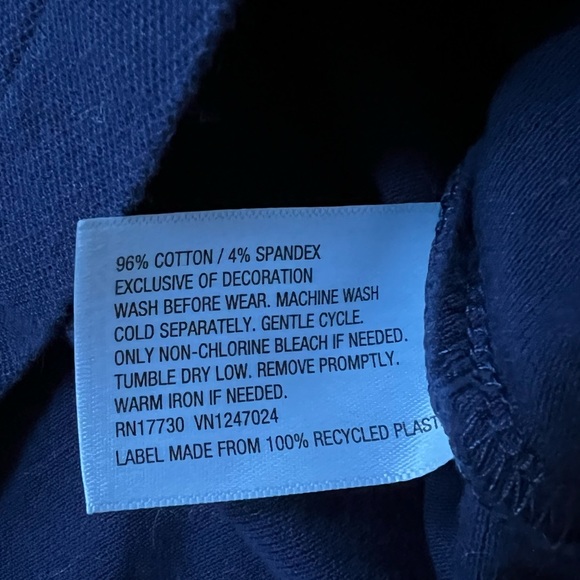 96% COTTON / 4% SPANDEX
EXCLUSIVE OF DECORATION
WASH BEFORE WEAR. MACHINE WASH
COLD SEPARATELY. GENTLE CYCLE.
ONLY NON-CHLORINE BLEACH IF NEEDED.
TUMBLE DRY LOW. REMOVE PROMPTLY.
WARM IRON IF NEEDED.
RN17730 VN1247024
LABEL MADE FROM 100% RECYCLED PLAST